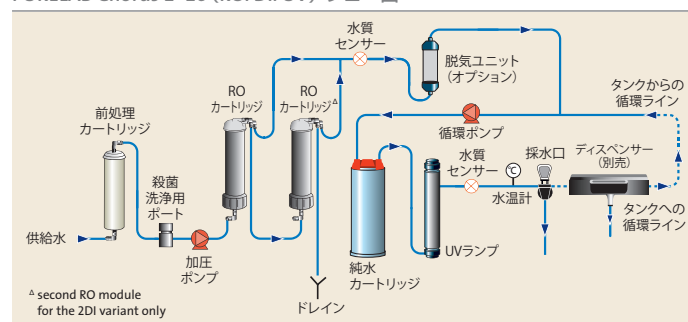 水質
センサー
脱気ユニット
（オプション）
RO
カートリッジ
RO
カートリッジ△
前処理
カートリッジ
タンクからの
循環ライン
循環ポンプ
水質
センサー
採水口
ディスペンサー
（別売）
殺菌
洗浄用
ポート
℃
水温計
タンクへの
循環ライン
供給水
加圧
ポンプ
UVランプ
純水
カートリッジ
ドレイン
△ second RO module
for the 2DI variant only